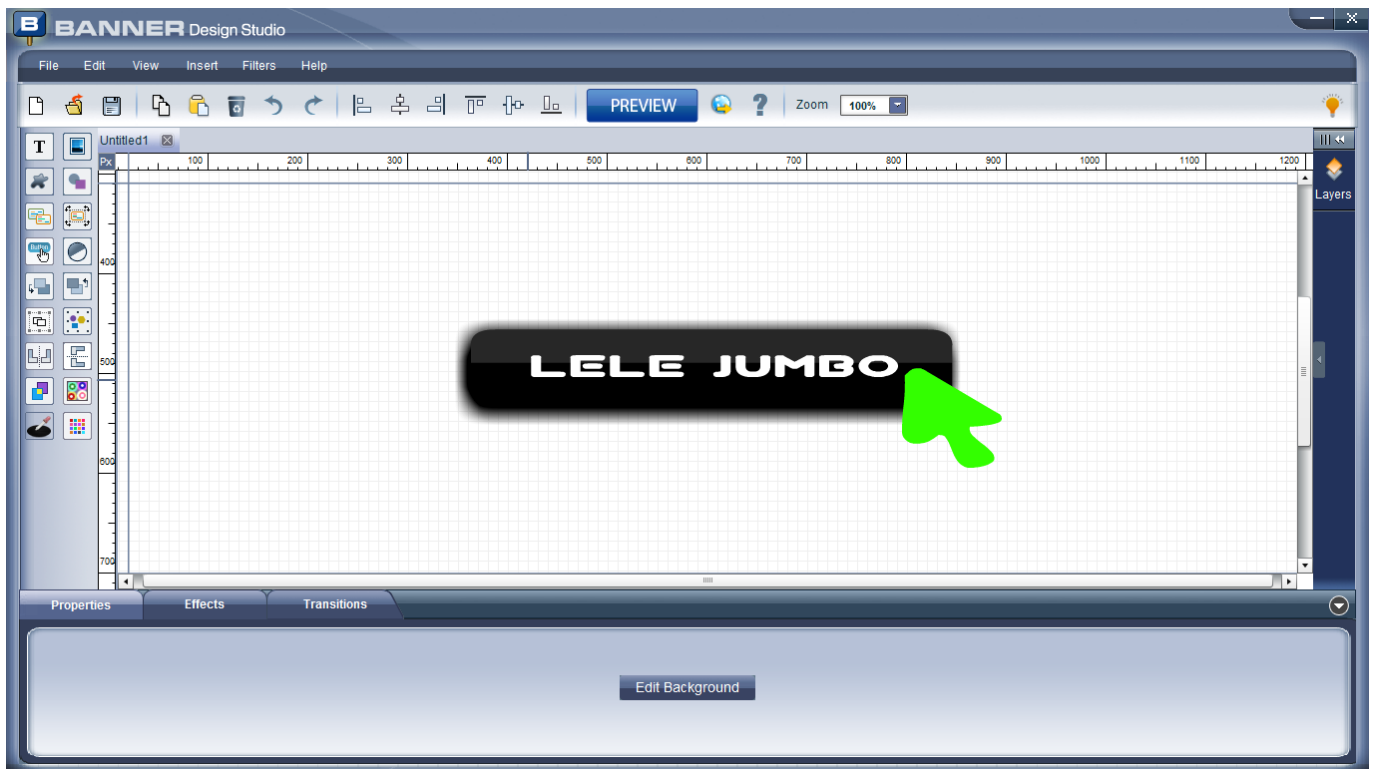 B BANNER Design Studio
File Edit View Insert Filters Help
PREVIEW ? Zoom 100%
T Untitled1
Px 100 200 300 400 500 600 700 800 900 1000 1100 1200
Layers
Button
400
500
LELE JUMBO
600
700
Properties Effects Transitions
Edit Background